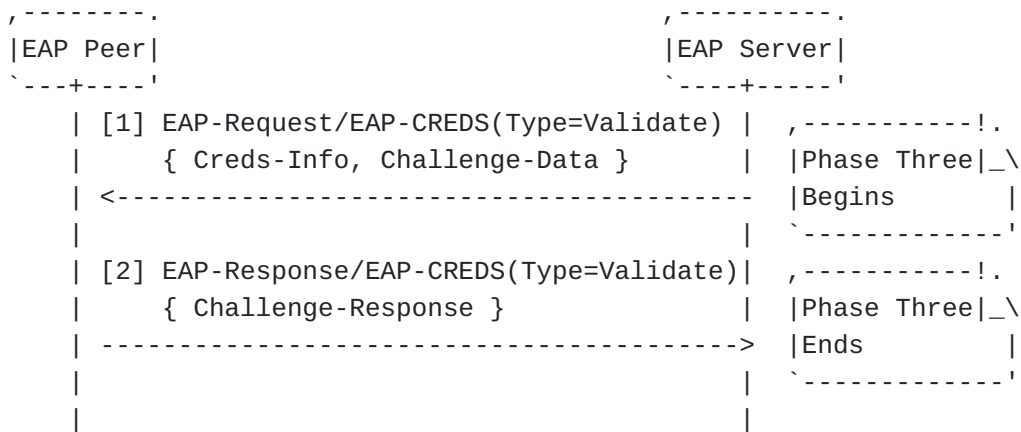 ,--------.                                ,----------.
|EAP Peer|                                |EAP Server|
`---+----'                                `----+-----'
    | [1] EAP-Request/EAP-CREDS(Type=Validate) |  ,-----------!.
    |     { Creds-Info, Challenge-Data }       |  |Phase Three|_\
    | <-----------------------------------------  |Begins       |
    |                                          |  `-------------'
    | [2] EAP-Response/EAP-CREDS(Type=Validate)|  ,-----------!.
    |     { Challenge-Response }               |  |Phase Three|_\
    | ----------------------------------------->  |Ends         |
    |                                          |  `-------------'
    |                                          |